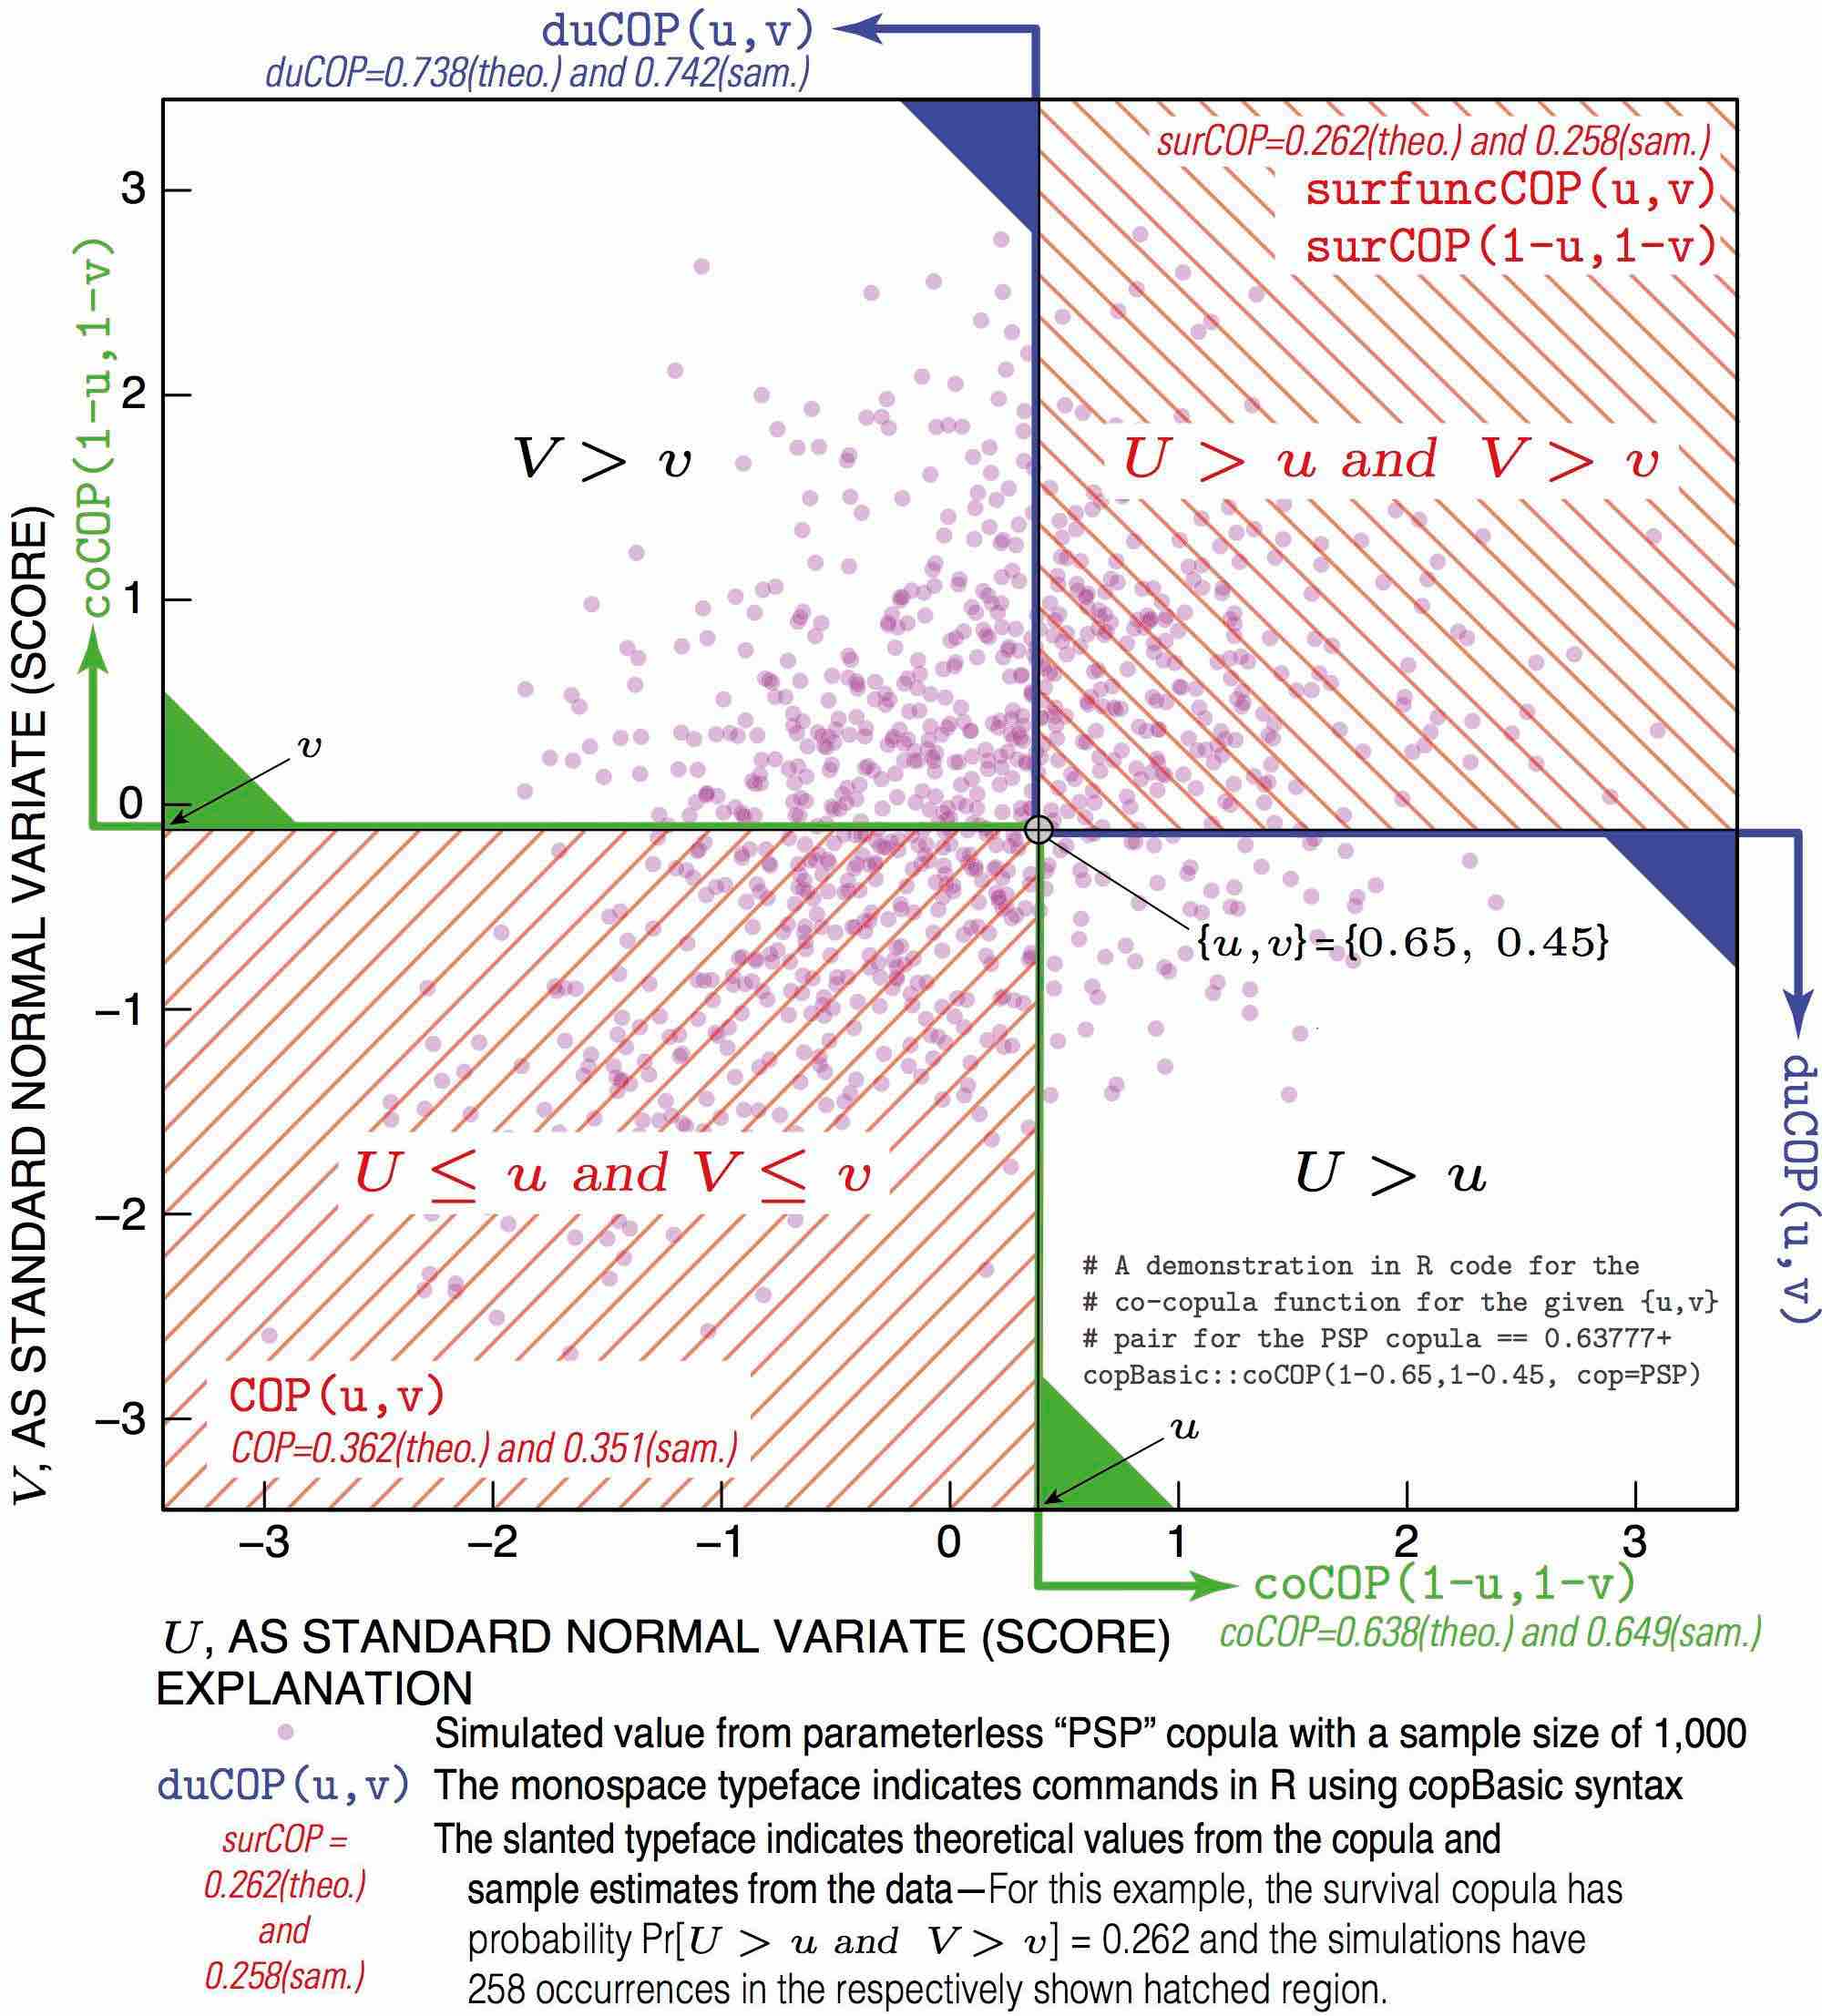 duCOP(u,v)
duCOP=0.738(theo.) and 0.742(sam.)
surCOP=0.262(theo.) and 0.258(sam.)
surfuncCOP(u,v)
surCOP(1-u,1-v)
coCOP(1-u,1-v)
V, AS STANDARD NORMAL VARIATE (SCORE)
3
2
1
0
−1
−2
−3
V > v
U > u and V > v
v
{u,v}={0.65, 0.45}
duCOP(u,v)
U ≤ u and V ≤ v
U > u
# A demonstration in R code for the
# co-copula function for the given {u,v}
# pair for the PSP copula == 0.63777+
copBasic::coCOP(1-0.65,1-0.45, cop=PSP)
COP(u,v)
COP=0.362(theo.) and 0.351(sam.)
u
−3 −2 −1 0 1 2 3
coCOP(1-u,1-v)
coCOP=0.638(theo.) and 0.649(sam.)
U, AS STANDARD NORMAL VARIATE (SCORE)
EXPLANATION
Simulated value from parameterless “PSP” copula with a sample size of 1,000
duCOP(u,v) The monospace typeface indicates commands in R using copBasic syntax
surCOP = The slanted typeface indicates theoretical values from the copula and
0.262(theo.) sample estimates from the data—For this example, the survival copula has
and probability Pr[U > u and V > v] = 0.262 and the simulations have
0.258(sam.) 258 occurrences in the respectively shown hatched region.